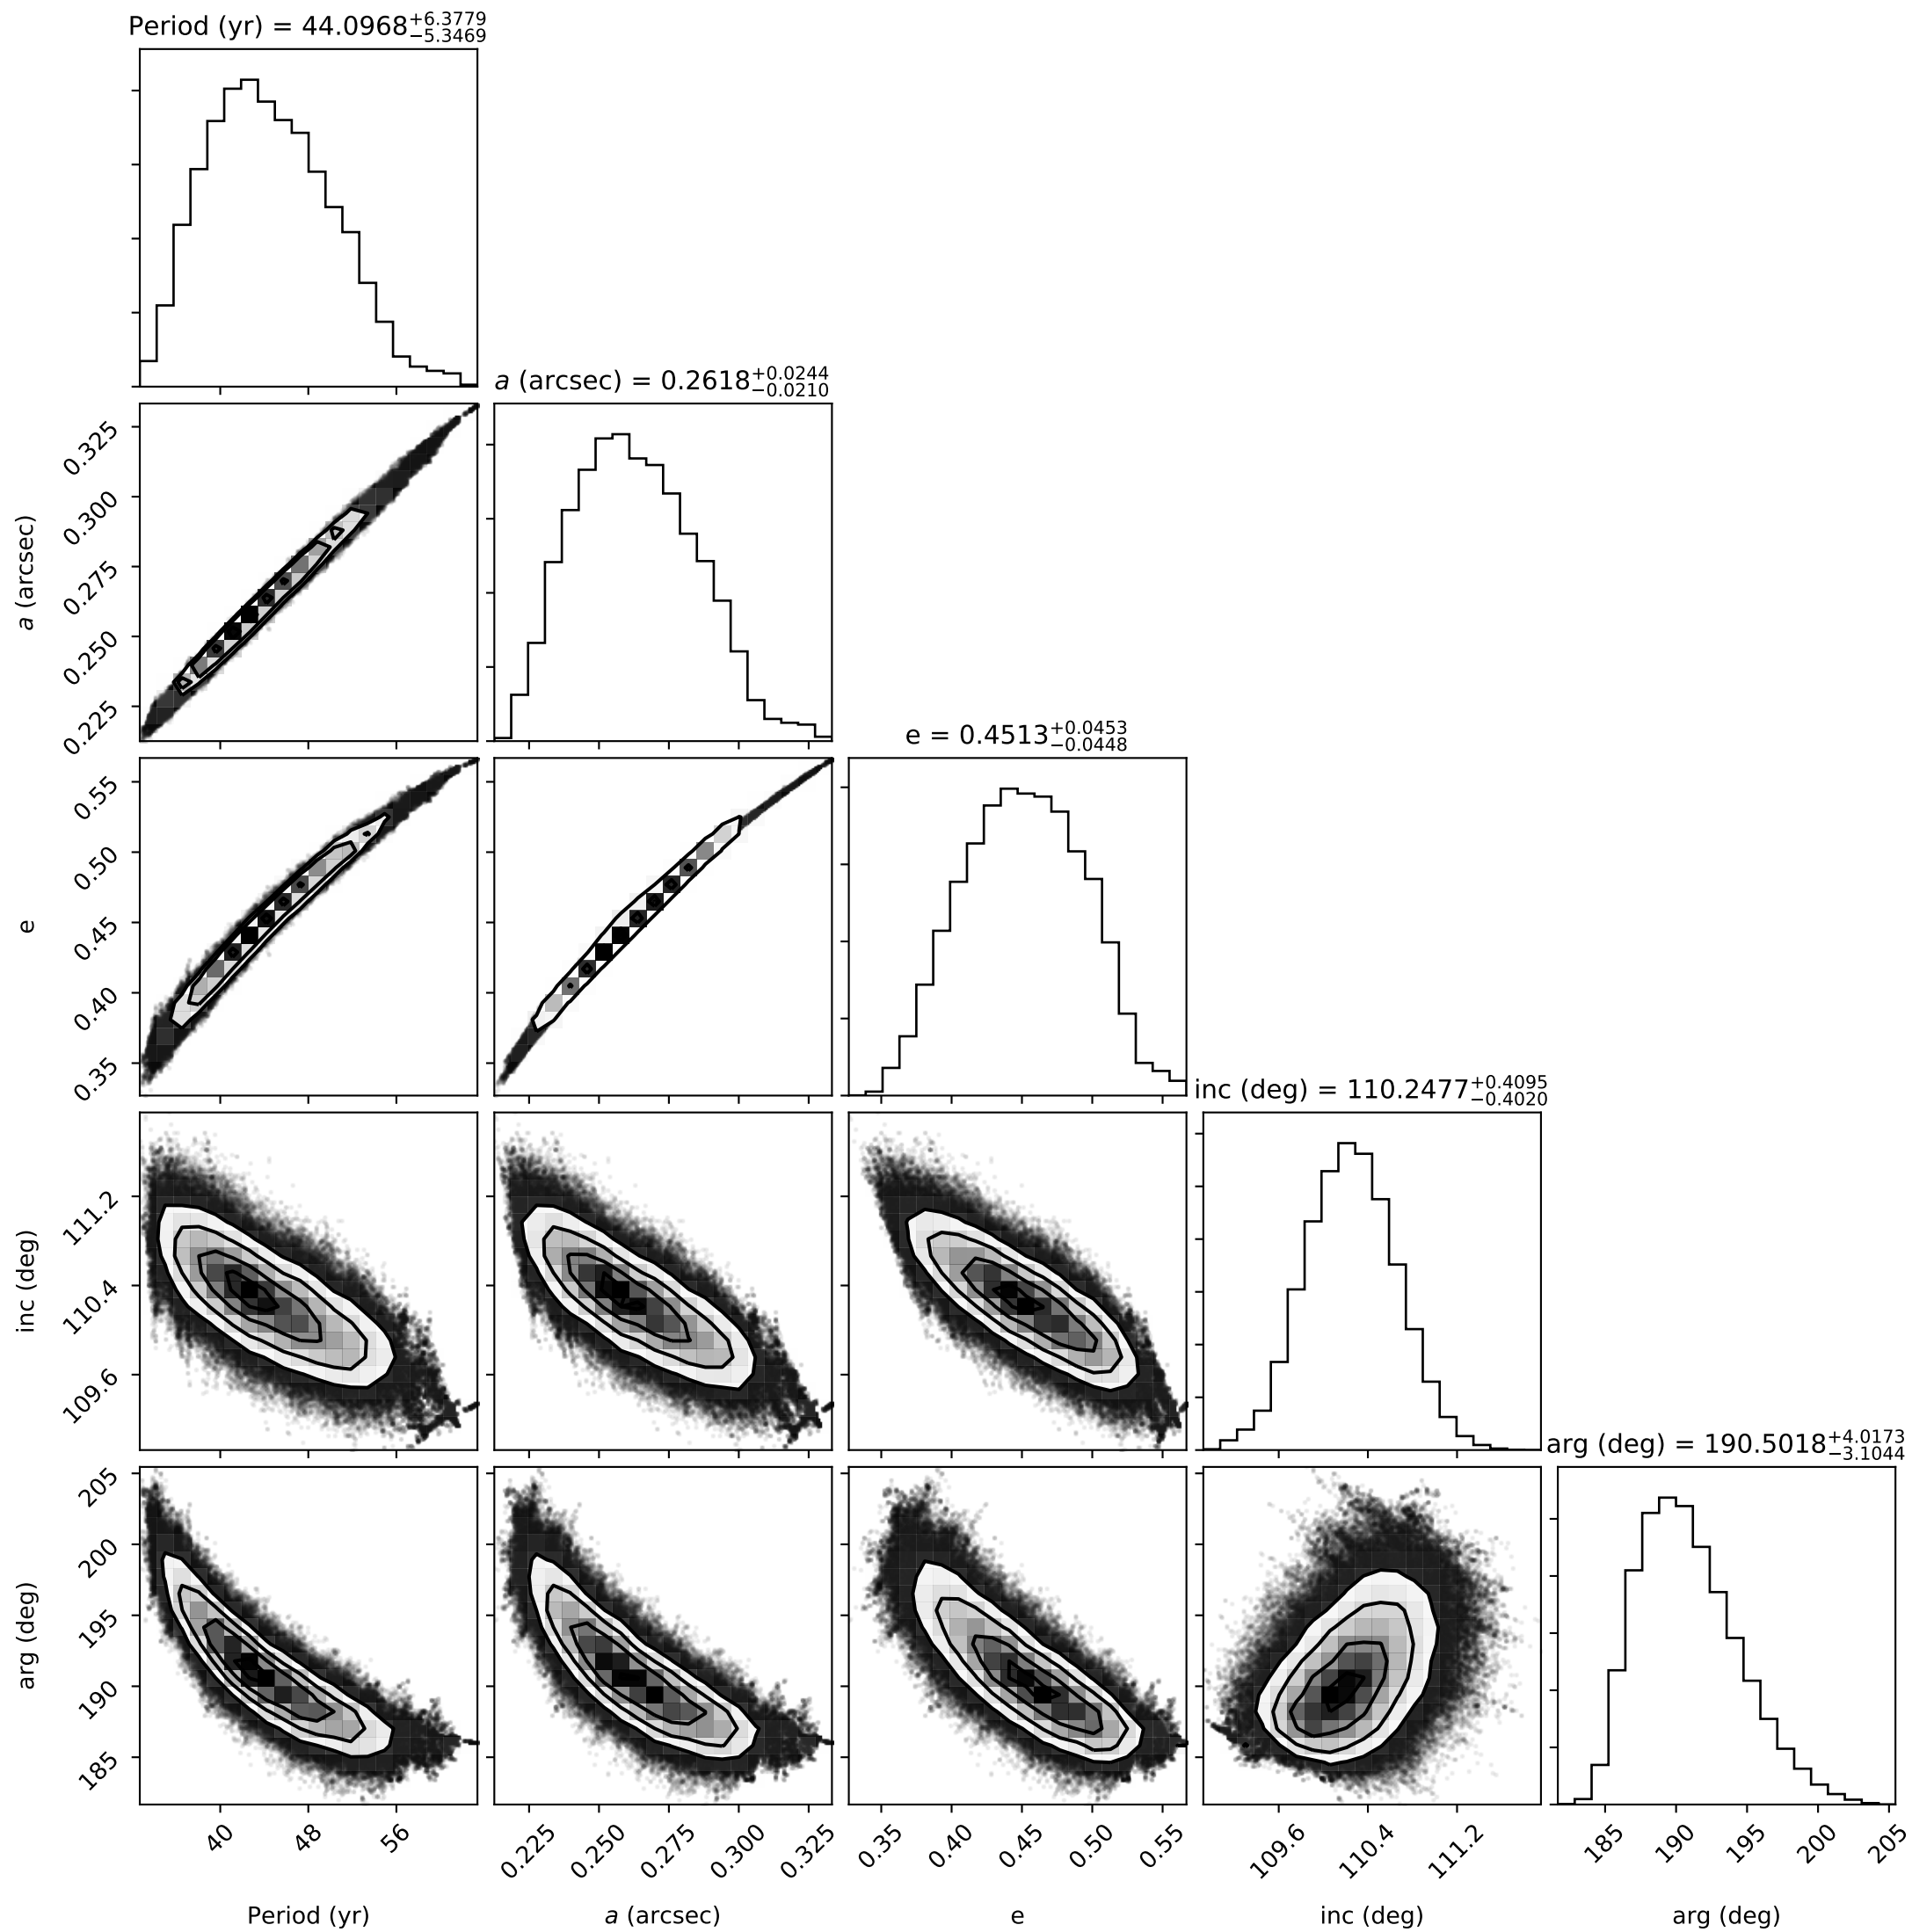 Period (yr) = 44.0968+6.3779 −5.3469
a (arcsec) = 0.2618+0.0244 −0.0210
a (arcsec)
0.325
0.300
0.275
0.250
0.225
e = 0.4513+0.0453 −0.0448
e
0.55
0.50
0.45
0.40
0.35
inc (deg) = 110.2477+0.4095 −0.4020
inc (deg)
111.2
110.4
109.6
arg (deg) = 190.5018+4.0173 −3.1044
arg (deg)
205
200
195
190
185
40 48 56 0.225 0.250 0.275 0.300 0.325 0.35 0.40 0.45 0.50 0.55 109.6 110.4 111.2 185 190 195 200 205
Period (yr) a (arcsec) e inc (deg) arg (deg)